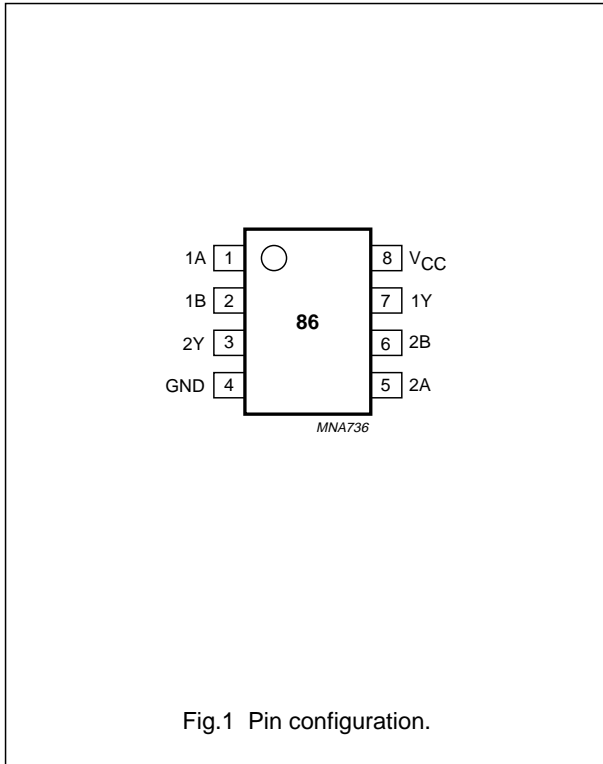 1A 1 8 VCC
1B 2 7 1Y
86
2Y 3 6 2B
GND 4 5 2A
MNA736
Fig.1 Pin configuration.